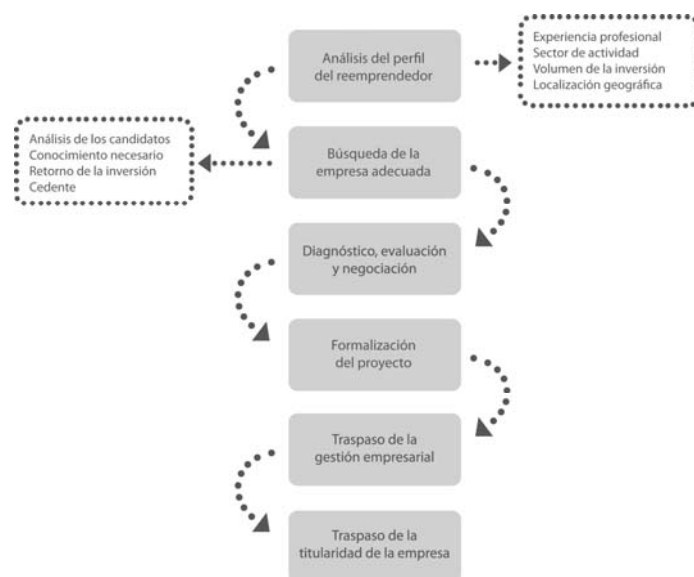 Análisis del perfil
del reemprendedor
Experiencia profesional
Sector de actividad
Volumen de la inversión
Localización geográfica
Búsqueda de la
empresa adecuada
Análisis de los candidatos
Conocimiento necesario
Retorno de la inversión
Cedente
Diagnóstico, evaluación
y negociación
Formalización
del proyecto
Traspaso de la
gestión empresarial
Traspaso de la
titularidad de la empresa